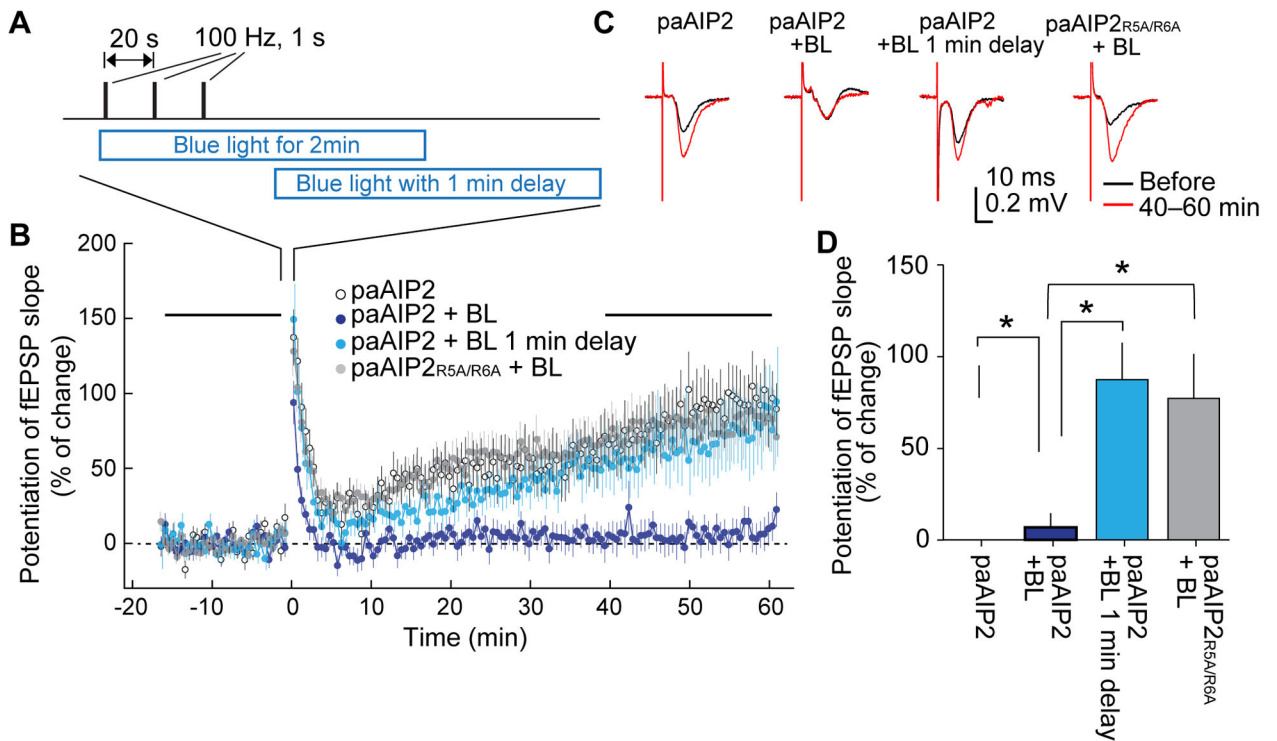 A
20 s
100 Hz, 1 s
Blue light for 2min
Blue light with 1 min delay
B
Potentiation of fEPSP slope
(% of change)
200
150
100
50
0
paAIP2
paAIP2 + BL
paAIP2 + BL 1 min delay
paAIP2R5A/R6A + BL
-20
-10
0
10
20
30
40
50
60
Time (min)
C
paAIP2
paAIP2
+BL
paAIP2
+BL 1 min delay
paAIP2R5A/R6A
+ BL
10 ms
0.2 mV
Before
40–60 min
D
Potentiation of fEPSP slope
(% of change)
150
100
50
0
*
*
*
paAIP2
paAIP2
+BL
paAIP2
+BL 1 min delay
paAIP2R5A/R6A
+ BL